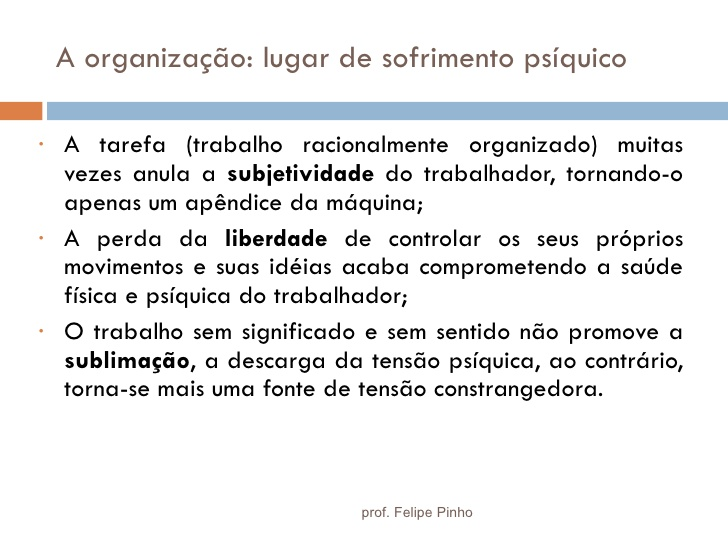 A organização: lugar de sofrimento psíquico
• A tarefa (trabalho racionalmente organizado) muitas
vezes anula a subjetividade do trabalhador, tornando-o
apenas um apêndice da máquina;
• A perda da liberdade de controlar os seus próprios
movimentos e suas idéias acaba comprometendo a saúde
física e psíquica do trabalhador;
• O trabalho sem significado e sem sentido não promove a
sublimação, a descarga da tensão psíquica, ao contrário,
torna-se mais uma fonte de tensão constrangedora.
prof. Felipe Pinho